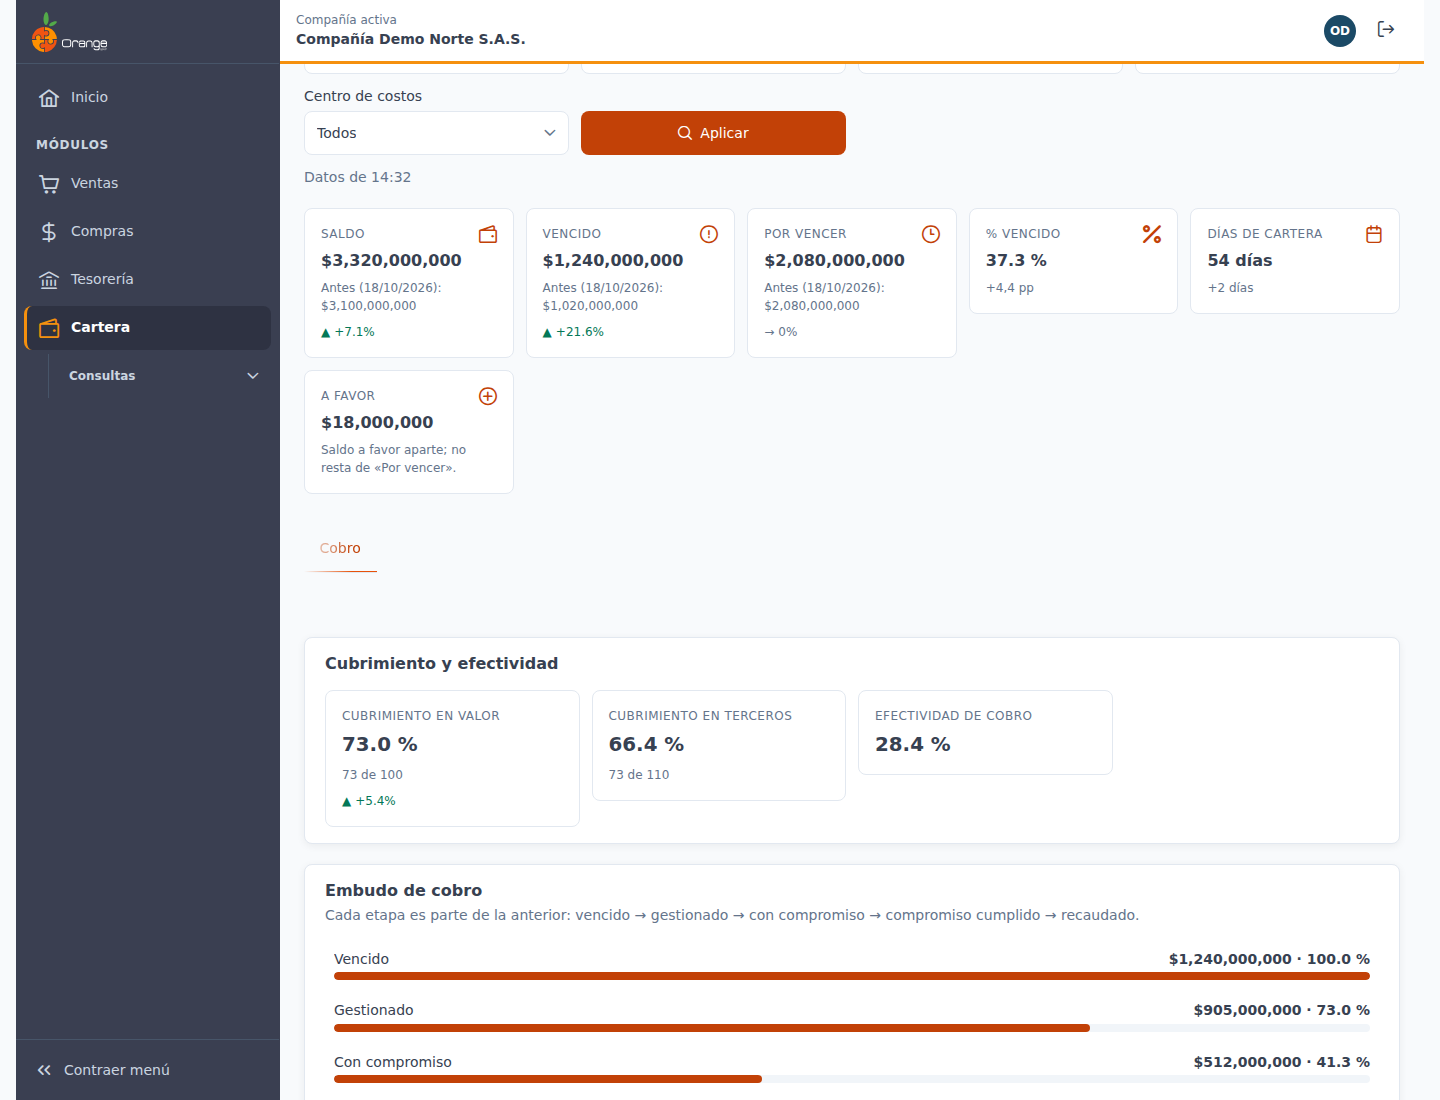 Orange
Compañía activa
Compañía Demo Norte S.A.S.
OD
Inicio
MÓDULOS
Ventas
Compras
Tesorería
Cartera
Consultas
Contraer menú
Centro de costos
Todos
Aplicar
Datos de 14:32
SALDO
$3,320,000,000
Antes (18/10/2026):
$3,100,000,000
▲ +7.1%
VENCIDO
$1,240,000,000
Antes (18/10/2026):
$1,020,000,000
▲ +21.6%
POR VENCER
$2,080,000,000
Antes (18/10/2026):
$2,080,000,000
→ 0%
% VENCIDO
37.3 %
+4,4 pp
DÍAS DE CARTERA
54 días
+2 días
A FAVOR
$18,000,000
Saldo a favor aparte; no
resta de «Por vencer».
Cobro
Cubrimiento y efectividad
CUBRIMIENTO EN VALOR
73.0 %
73 de 100
▲ +5.4%
CUBRIMIENTO EN TERCEROS
66.4 %
73 de 110
EFECTIVIDAD DE COBRO
28.4 %
Embudo de cobro
Cada etapa es parte de la anterior: vencido → gestionado → con compromiso → compromiso cumplido → recaudado.
Vencido $1,240,000,000 · 100.0 %
Gestionado $905,000,000 · 73.0 %
Con compromiso $512,000,000 · 41.3 %